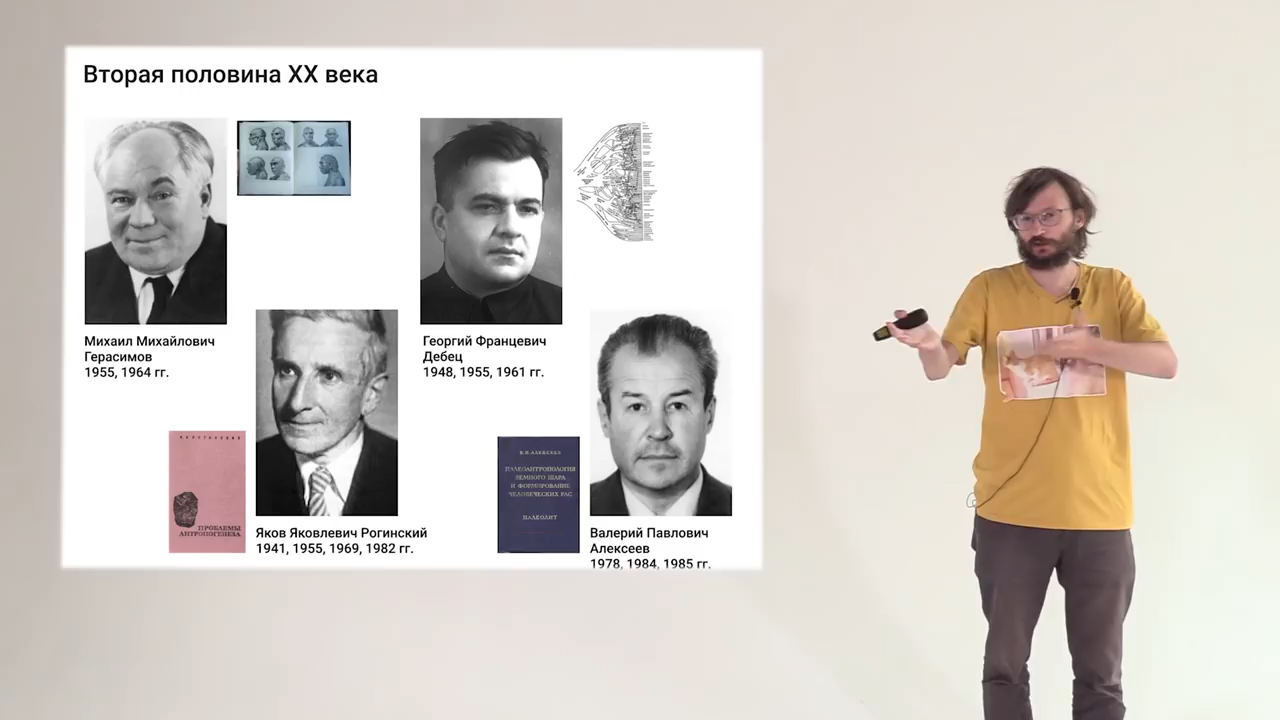 Вторая половина XX века
Михаил Михайлович
Герасимов
1955, 1964 гг.
Георгий Францевич
Дебец
1948, 1955, 1961 гг.
ПРОБЛЕМЫ
АНТРОПОГЕНЕЗА
Яков Яковлевич Рогинский
1941, 1955, 1969, 1982 гг.
В.П.АЛЕКСЕЕВ
ПАЛЕОАНТРОПОЛОГИЯ
ЗЕМНОГО ШАРА
И ФОРМИРОВАНИЕ
ЧЕЛОВЕЧЕСКИХ РАС
ПАЛЕОЛИТ
Валерий Павлович
Алексеев
1978, 1984, 1985 гг.